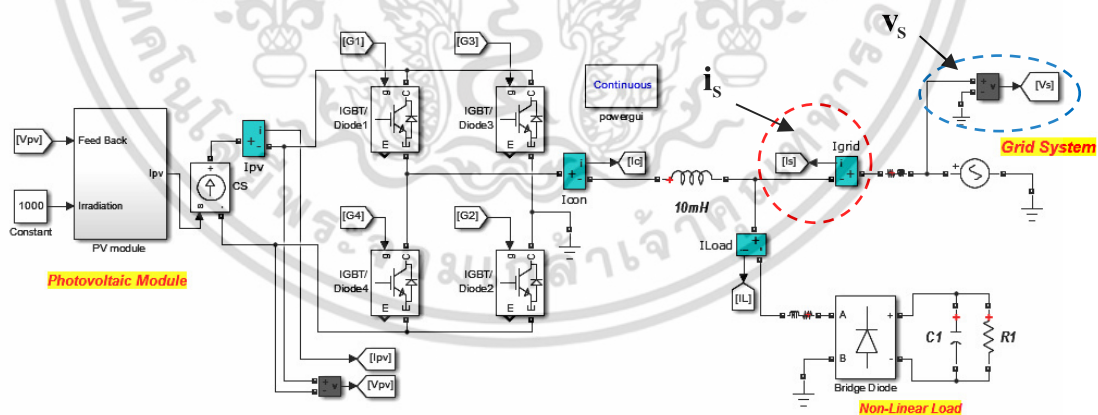 [G1]
[G3]
Vs
is
Continuous
powergui
[Vs]
Grid System
[Vpv]
Feed Back
Ipv
Irradiation
1000
Constant
PV module
Photovoltaic Module
CS
+
-
s
i
Ipv
g
C
IGBT/
Diode1
m
E
g
C
IGBT/
Diode3
m
E
[Ic]
Icon
10mH
[Is]
Igrid
[G4]
[G2]
g
C
IGBT/
Diode4
m
E
g
C
IGBT/
Diode2
m
E
ILoad
[IL]
A
B
+
-
Bridge Diode
C1
R1
Non-Linear Load
[Ipv]
[Vpv]